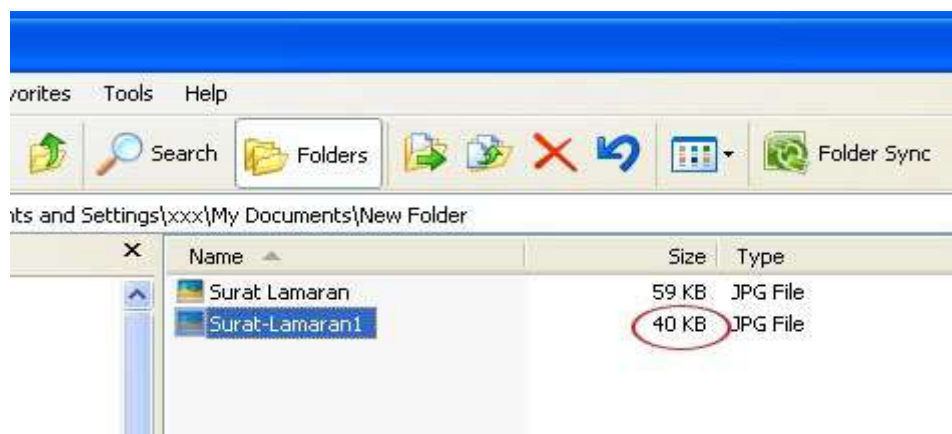 vorites Tools Help
Search Folders Folder Sync
nts and Settings\xxx\My Documents\New Folder
Name Size Type
Surat Lamaran 59 KB JPG File
Surat-Lamaran1 40 KB JPG File